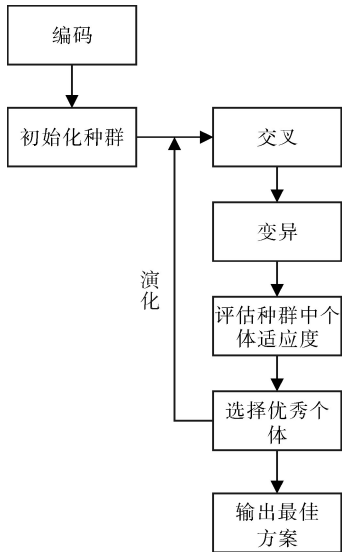 编码
初始化种群
交叉
变异
演化
评估种群中个
体适应度
选择优秀个
体
输出最佳
方案